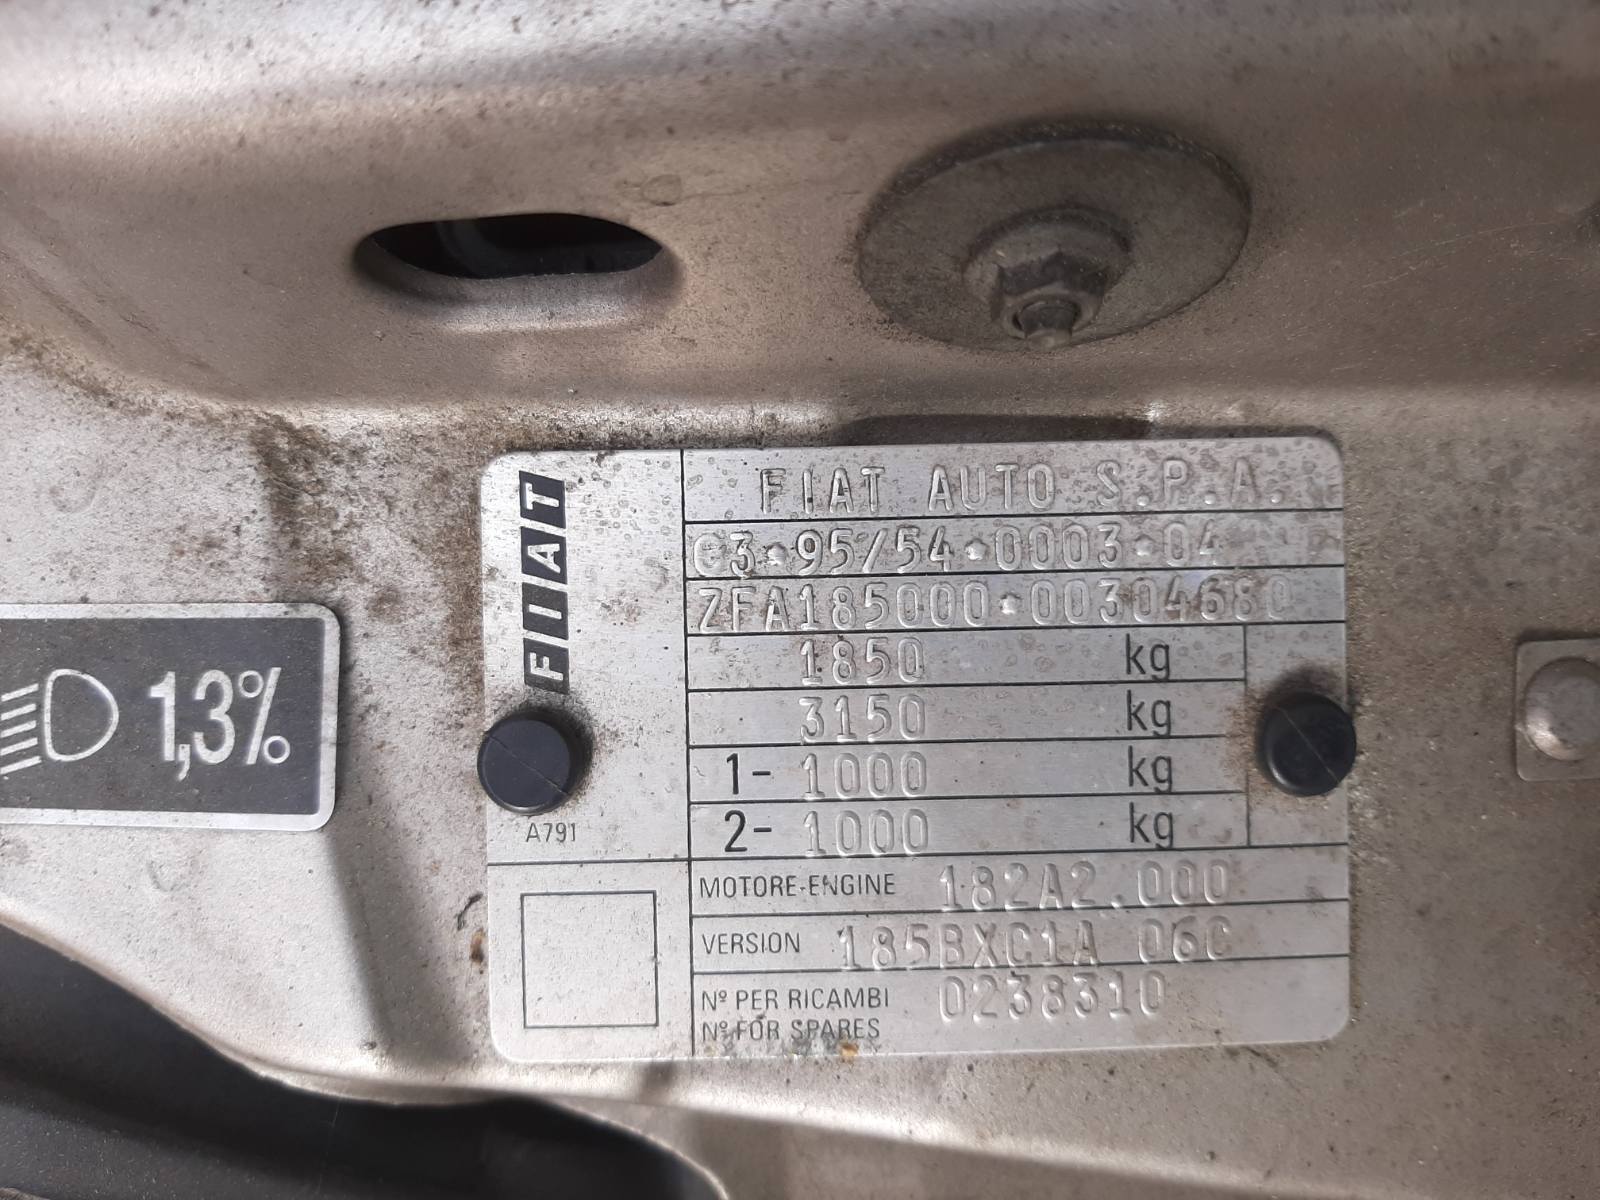 FIAT
FIAT AUTO S.P.A.
G3*95/54*0003*04
ZFA185000*00304680
1850 kg
3150 kg
1- 1000 kg
2- 1000 kg
A791
MOTORE-ENGINE 182A2.000
VERSION 185BXC1A 06C
Nº PER RICAMBI 0238310
Nº FOR SPARES
1,3%